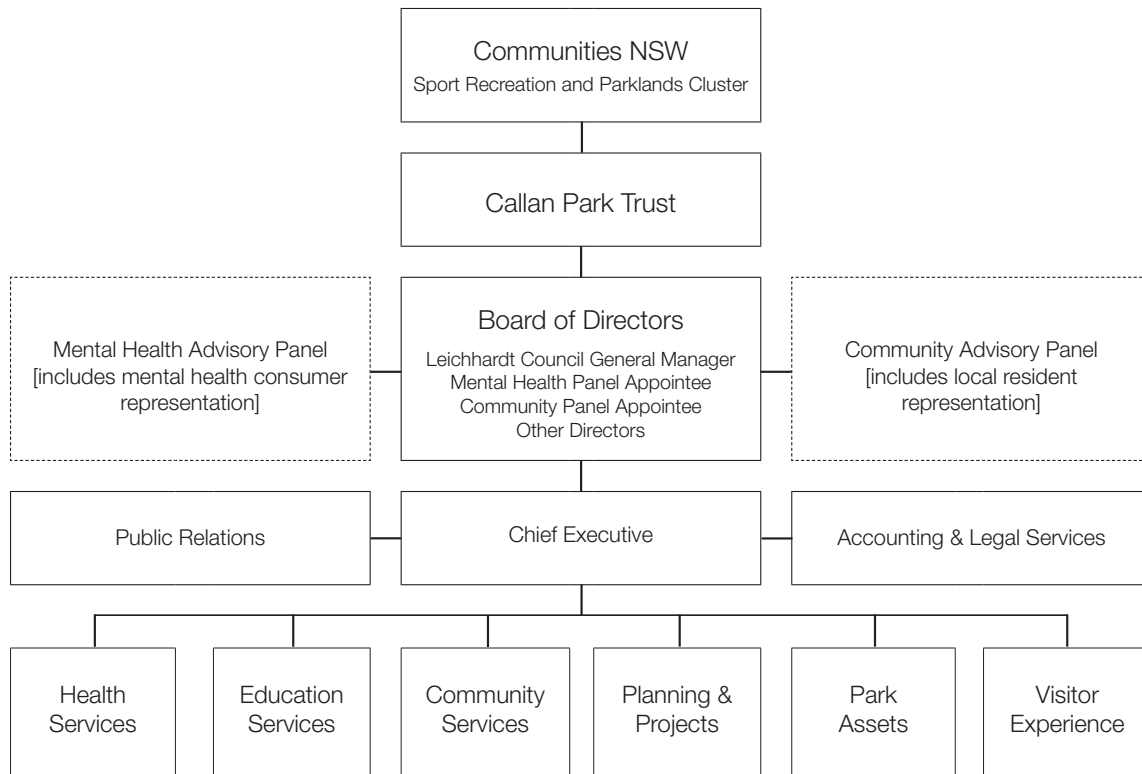 Communities NSW
Sport Recreation and Parklands Cluster
Callan Park Trust
Mental Health Advisory Panel
[includes mental health consumer
representation]
Board of Directors
Leichhardt Council General Manager
Mental Health Panel Appointee
Community Panel Appointee
Other Directors
Community Advisory Panel
[includes local resident
representation]
Public Relations
Chief Executive
Accounting & Legal Services
Health
Services
Education
Services
Community
Services
Planning &
Projects
Park
Assets
Visitor
Experience